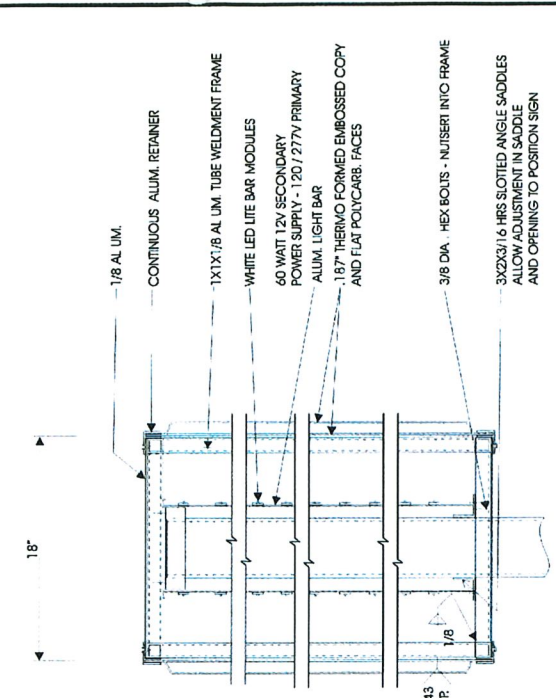 18"
1/8 AL UM.
CONTINUOUS ALUM. RETAINER
1X1X1/8 AL UM. TUBE WELDMENT FRAME
WHITE LED LITE BAR MODULES
60 WATT 12V SECONDARY
POWER SUPPLY - 120 / 277V PRIMARY
ALUM. LIGHT BAR
.187" THERMO FORMED EMBOSSED COPY
AND FLAT POLYCARB. FACES
3/8 DIA . HEX BOLTS - NUTSERT INTO FRAME
3X2X3/16 HRS SLOTTED ANGLE SADDLES
ALLOW ADJUSTMENT IN SADDLE
AND OPENING TO POSITION SIGN
1/8
43
P.